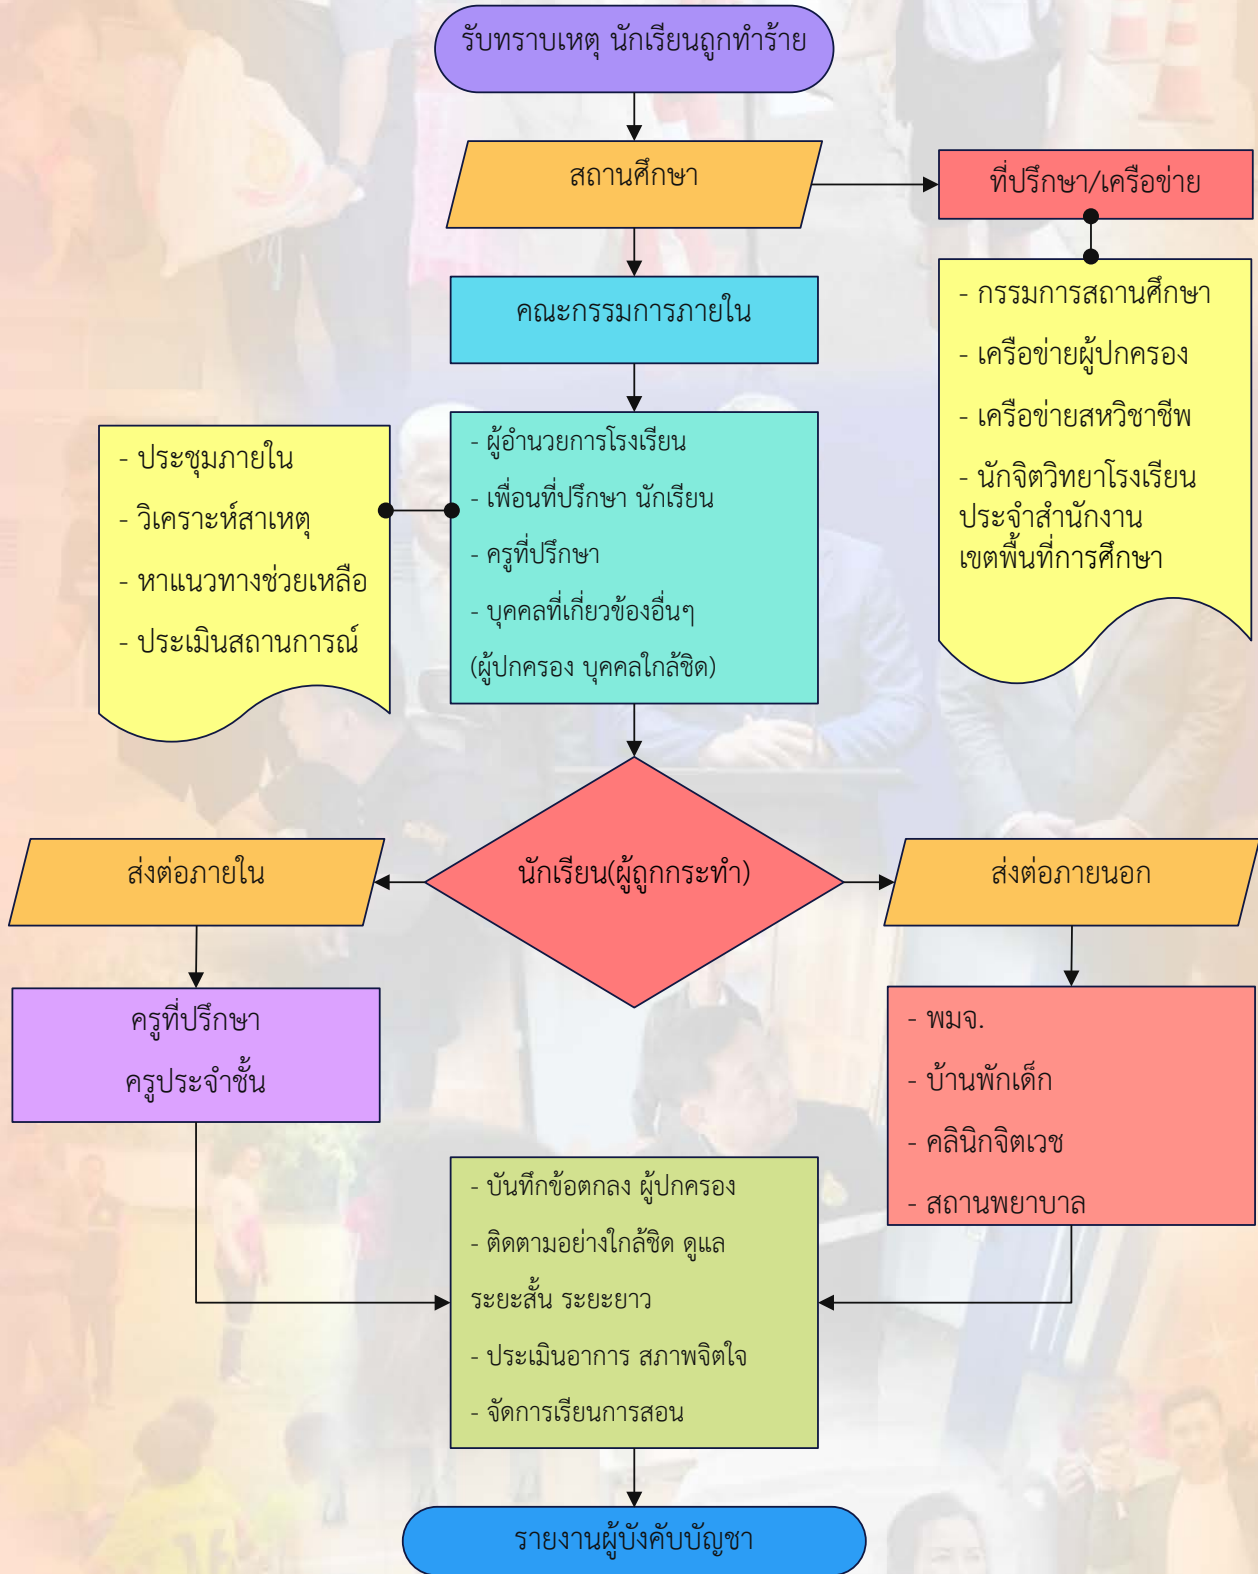 รับทราบเหตุ นักเรียนถูกทำร้าย
สถานศึกษา
ที่ปรึกษา/เครือข่าย
คณะกรรมการภายใน
- กรรมการสถานศึกษา
- เครือข่ายผู้ปกครอง
- เครือข่ายสหวิชาชีพ
- นักจิตวิทยาโรงเรียน
ประจำสำนักงาน
เขตพื้นที่การศึกษา
- ประชุมภายใน
- วิเคราะห์สาเหตุ
- หาแนวทางช่วยเหลือ
- ประเมินสถานการณ์
- ผู้อำนวยการโรงเรียน
- เพื่อนที่ปรึกษา นักเรียน
- ครูที่ปรึกษา
- บุคคลที่เกี่ยวข้องอื่นๆ
(ผู้ปกครอง บุคคลใกล้ชิด)
ส่งต่อภายใน
นักเรียน(ผู้ถูกกระทำ)
ส่งต่อภายนอก
ครูที่ปรึกษา
ครูประจำชั้น
- พมจ.
- บ้านพักเด็ก
- คลินิกจิตเวช
- สถานพยาบาล
- บันทึกข้อตกลง ผู้ปกครอง
- ติดตามอย่างใกล้ชิด ดูแล
ระยะสั้น ระยะยาว
- ประเมินอาการ สภาพจิตใจ
- จัดการเรียนการสอน
รายงานผู้บังคับบัญชา